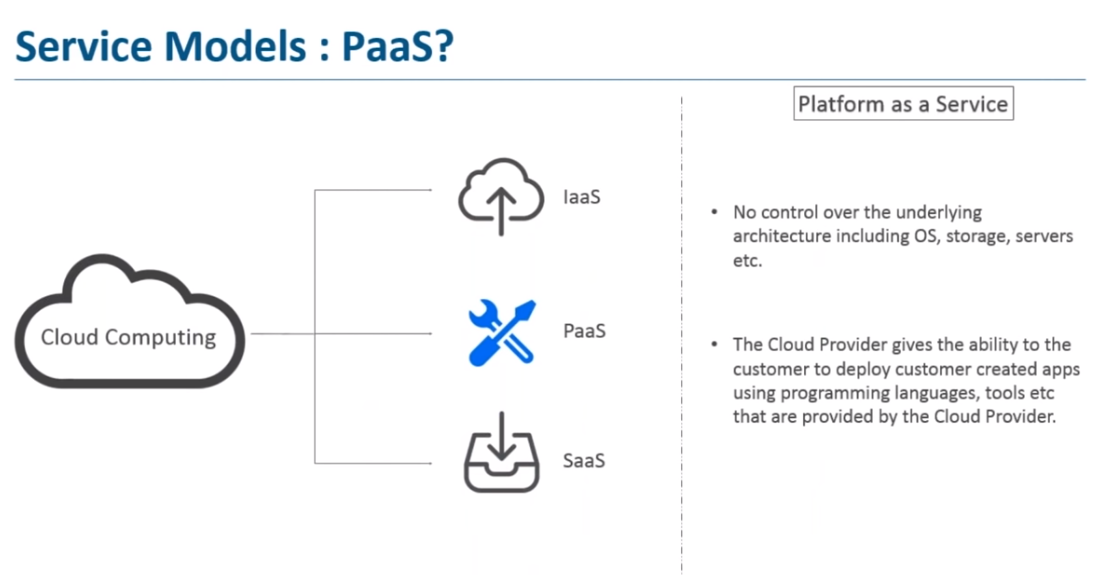 Service Models : PaaS?
Platform as a Service
Cloud Computing
IaaS
PaaS
SaaS
• No control over the underlying
architecture including OS, storage, servers
etc.
• The Cloud Provider gives the ability to the
customer to deploy customer created apps
using programming languages, tools etc
that are provided by the Cloud Provider.